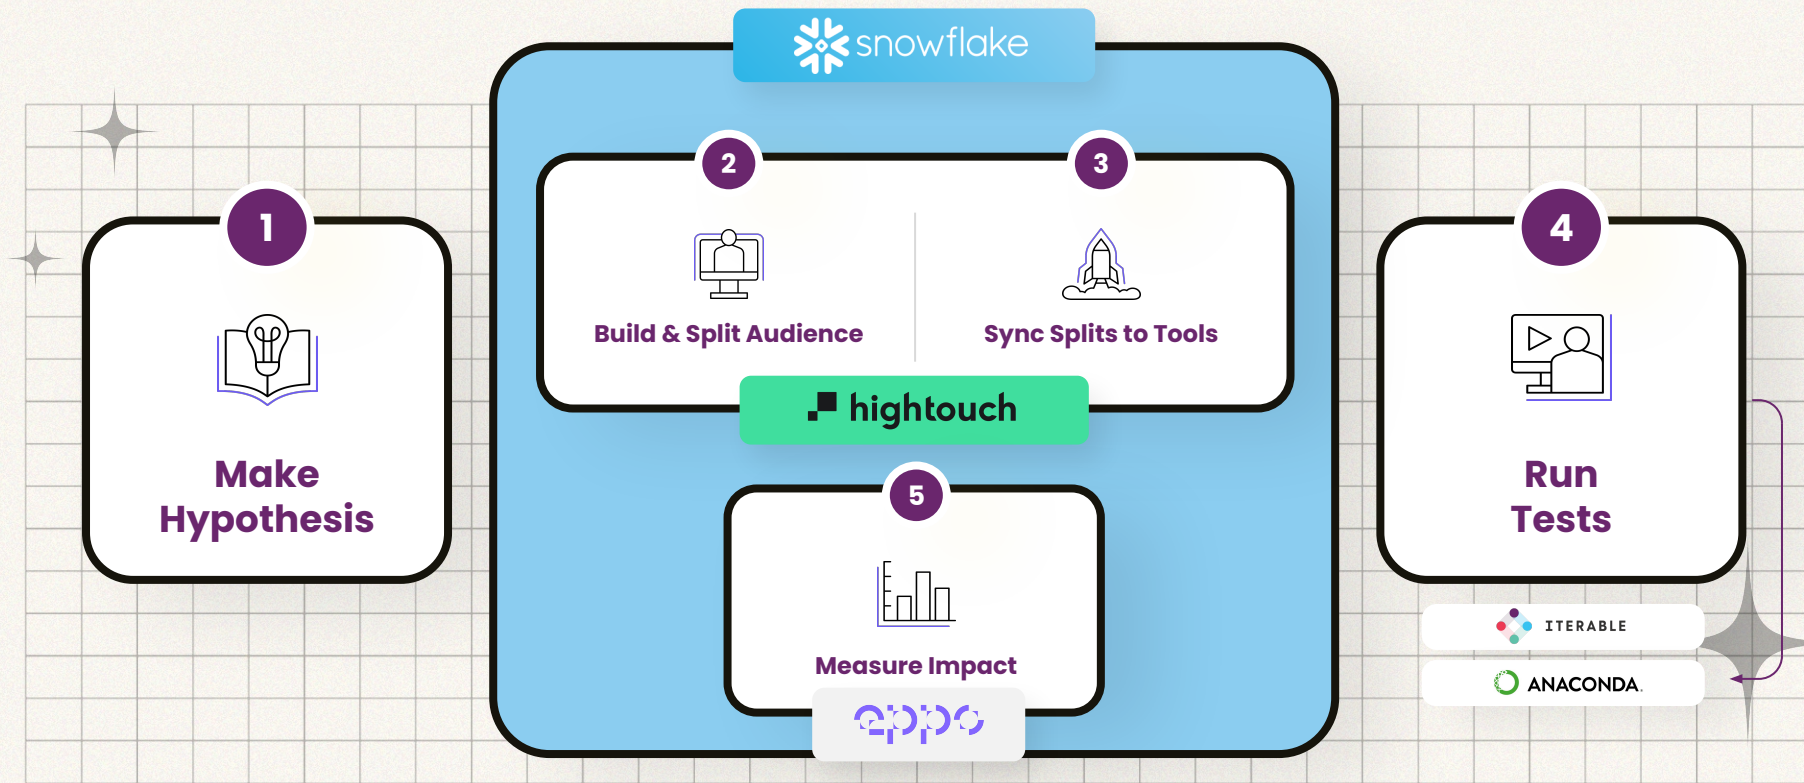 snowflake
1
Make
Hypothesis
2
Build & Split Audience
3
Sync Splits to Tools
hightouch
4
Run
Tests
ITERABLE
ANACONDA.
5
Measure Impact
eppo